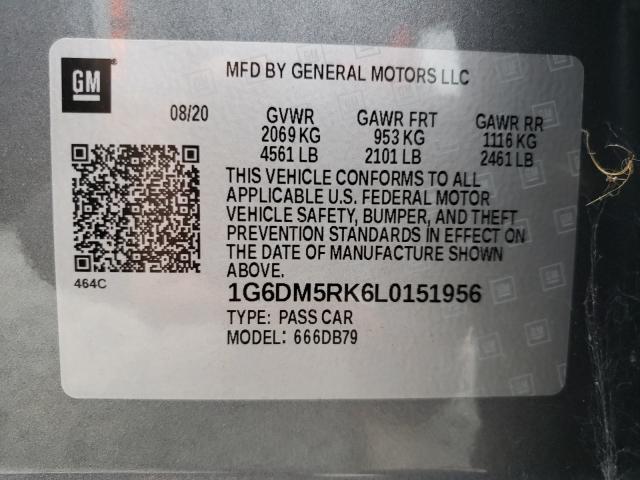 GM
MFD BY GENERAL MOTORS LLC
08/20 GVWR GAWR FRT GAWR RR
2069 KG 953 KG 1116 KG
4561 LB 2101 LB 2461 LB
THIS VEHICLE CONFORMS TO ALL
APPLICABLE U.S. FEDERAL MOTOR
VEHICLE SAFETY, BUMPER, AND THEFT
PREVENTION STANDARDS IN EFFECT ON
THE DATE OF MANUFACTURE SHOWN
ABOVE.
464C
1G6DM5RK6L0151956
TYPE: PASS CAR
MODEL: 666DB79